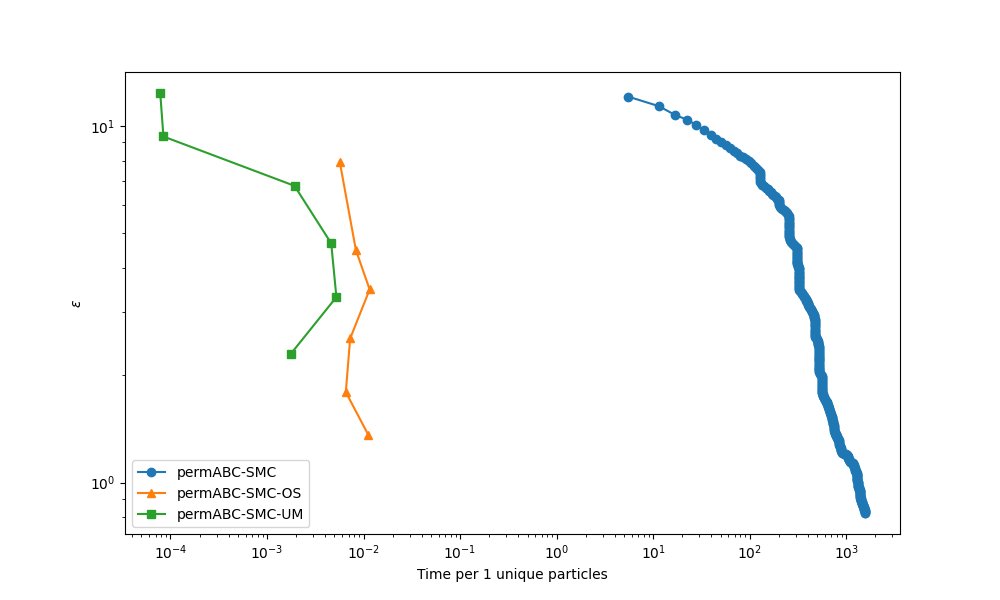 10¹
ε
10⁰
permABC-SMC
permABC-SMC-OS
permABC-SMC-UM
10⁻⁴ 10⁻³ 10⁻² 10⁻¹ 10⁰ 10¹ 10² 10³
Time per 1 unique particles